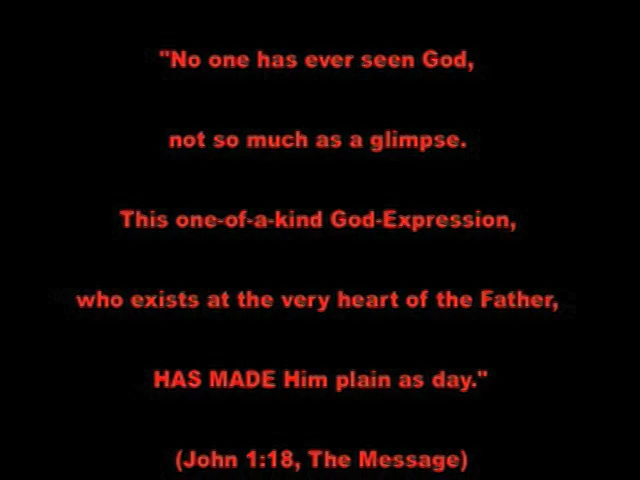 "No one has ever seen God,
not so much as a glimpse.
This one-of-a-kind God-Expression,
who exists at the very heart of the Father,
HAS MADE Him plain as day."
(John 1:18, The Message)